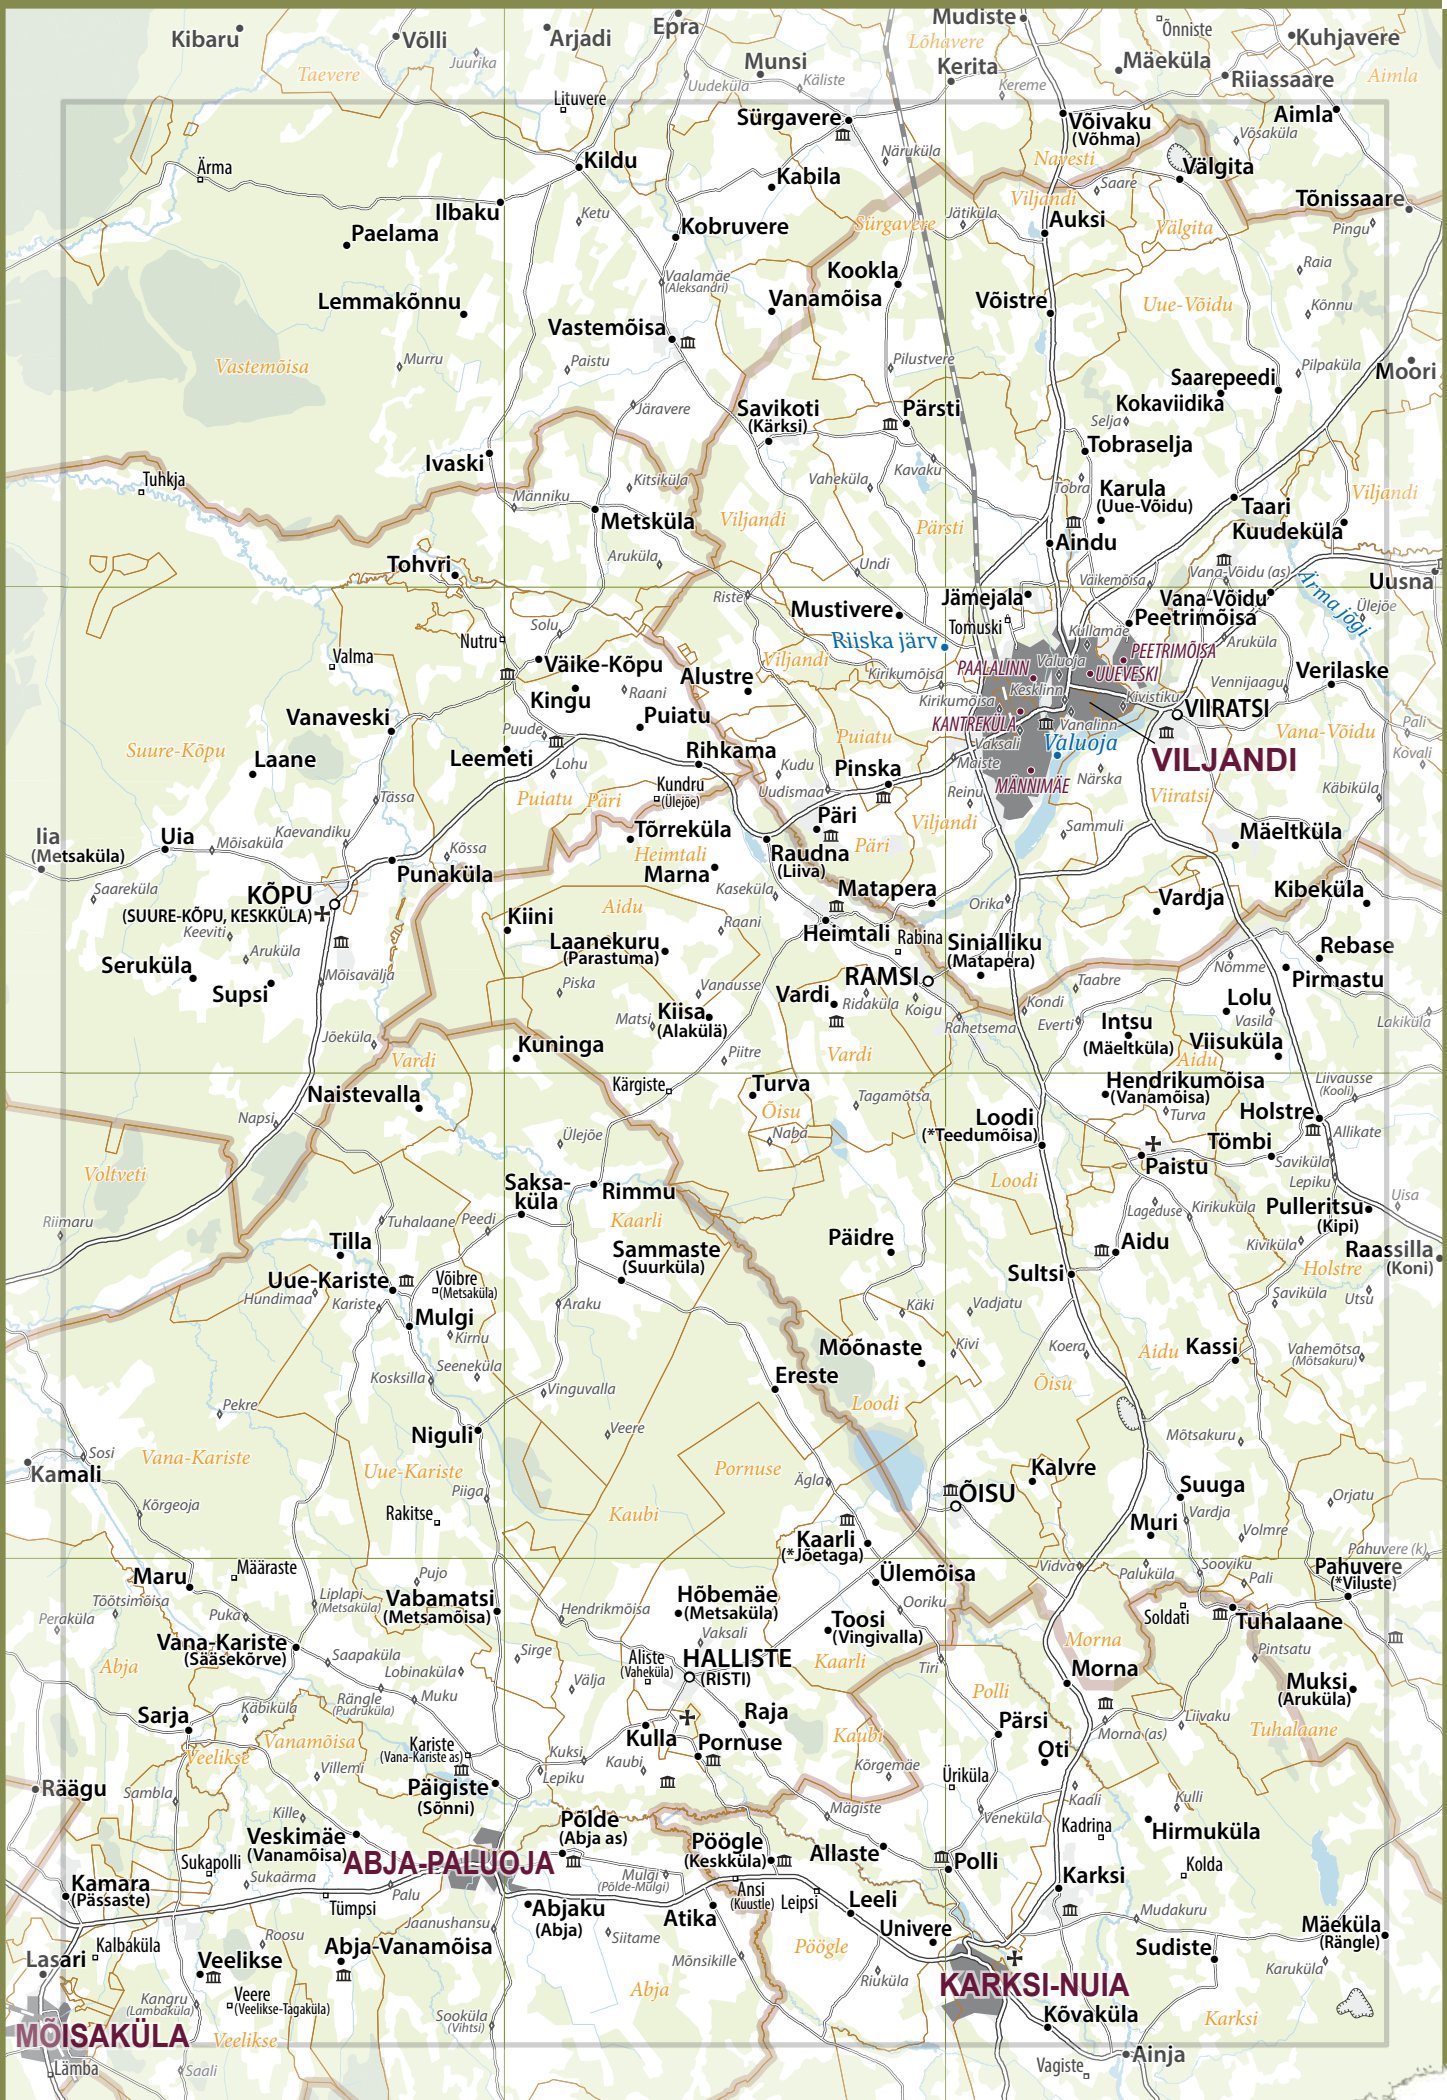 Kibaru
Võlli
Juurika
Arjadi
Epra
Munsi
Uudeküla
Käliste
Mudiste
Lõhavere
Kerita
Kereme
Õnniste
Mäeküla
Kuhjavere
Riiassaare
Aimla
Taevere
Lituvere
Sürgavere
Võivaku
(Võhma)
Aimla
Võsaküla
Näruküla
Navesti
Välgita
Ärma
Kildu
Kabila
Viljandi
Saare
Tõnissaare
Ilbaku
Ketu
Kobruvere
Sürgavere
Jätiküla
Auksi
Välgita
Pingu
Paelama
Kookla
Raia
Vaalamäe
(Aleksandri)
Vanamõisa
Lemmakõnnu
Võistre
Uue-Võidu
Kõnnu
Vastemõisa
Vastemõisa
Murru
Paistu
Pilustvere
Saarepeedi
Pilpaküla
Moori
Kokaviidika
Järavere
Savikoti
(Kärksi)
Pärsti
Selja
Tobraselja
Ivaski
Kavaku
Tuhkja
Kitsiküla
Vaheküla
Tobra
Karula
(Uue-Võidu)
Männiku
Metsküla
Viljandi
Pärsti
Taari
Viljandi
Kuudeküla
Aindu
Tohvri
Aruküla
Undi
Väikemõisa
Vana-Võidu (as)
Uusna
Riste
Mustivere
Jämejala
Vana-Võidu
Ärma jõgi
Ülejõe
Tomuski
Peetrimõisa
Nutru
Solu
Riiska järv
Kullamäe
Aruküla
Valma
Väike-Kõpu
Viljandi
Kirikumõisa
PAALALINN
Valuoja
PEETRIMÕISA
UUEVESKI
Verilaske
Alustre
Kingu
Raani
Kesklinn
Vennijaagu
Vanaveski
Puiatu
Kirikumõisa
Kivistiku
VIIRATSI
Puude
KANTREKÜLA
Vanalinn
Pali
Suure-Kõpu
Laane
Leemeti
Rihkama
Puiatu
Vaksali
Valuoja
VILJANDI
Vana-Võidu
Kovali
Lohu
Kudu
Pinska
Maiste
Kundru
(Ülejõe)
Uudismaa
MÄNNIMÄE
Närska
Tässa
Puiatu
Päri
Reinu
Viiratsi
Käbiküla
Iia
(Metsaküla)
Uia
Kaevandiku
Mõisaküla
Tõrreküla
Päri
Viljandi
Sammuli
Mäeltküla
Kõssa
Heimtali
Raudna
(Liiva)
Päri
Punaküla
Marna
Saareküla
KÕPU
(SUURE-KÕPU, KESKKÜLA)
Kaseküla
Matapera
Orika
Vardja
Kibeküla
Aidu
Keeviti
Kiini
Raani
Heimtali
Rabina
Aruküla
Laanekuru
(Parastuma)
Sinialliku
(Matapera)
Rebase
Seruküla
Mõisavälja
RAMSI
Nõmme
Pirmastu
Supsi
Piska
Vanausse
Vardi
Ridaküla
Taabre
Lolu
Kiisa
(Alakülä)
Koigu
Kondi
Jõeküla
Matsi
Rahetsema
Everti
Intsu
(Mäeltküla)
Vasila
Lakiküla
Kuninga
Viisuküla
Vardi
Piitre
Vardi
Aidu
Kärgiste
Turva
Hendrikumõisa
(Vanamõisa)
Liivausse
(Kooli)
Naistevalla
Napsi
Õisu
Tagamõtsa
Loodi
(*Teedumõisa)
Turva
Holstre
Ülejõe
Naba
Tömbi
Allikate
Paistu
Saviküla
Voltveti
Saksa-
küla
Rimmu
Loodi
Lepiku
Riimaru
Tuhalaane
Peedi
Kaarli
Lageduse
Kirikuküla
Pulleritsu
(Kipi)
Uisa
Tilla
Sammaste
(Suurküla)
Päidre
Aidu
Kiviküla
Raassilla
(Koni)
Uue-Kariste
Võibre
(Metsaküla)
Sultsi
Holstre
Hundimaa
Kariste
Araku
Käki
Vadjatu
Saviküla
Utsu
Mulgi
Kirnu
Mõõnaste
Kivi
Koera
Aidu
Kassi
Vahemõtsa
(Mõtsakuru)
Seeneküla
Kosksilla
Ereste
Õisu
Pekre
Vinguvalla
Loodi
Niguli
Veere
Mõtsakuru
Sosi
Kamali
Vana-Kariste
Uue-Kariste
Pornuse
Kalvre
Ägla
Suuga
Piiga
ÕISU
Kõrgeoja
Rakitse
Kaubi
Orjatu
Vardja
Muri
Volmre
Kaarli
(*Jõetaga)
Pahuvere (k)
Määraste
Vidva
Maru
Pujo
Ülemõisa
Paluküla
Sooviku
Pahuvere
(*Viluste)
Töötsimõisa
Liplapi
(Metsaküla)
Vabamatsi
(Metsamõisa)
Hõbemäe
(Metsaküla)
Pali
Peraküla
Puka
Hendrikmõisa
Ooriku
Soldati
Toosi
(Vingivalla)
Tuhalaane
Vana-Kariste
(Sääsekõrve)
Vaksali
Saapaküla
Sirge
Aliste
(Vaheküla)
HALLISTE
(RISTI)
Kaarli
Tiri
Morna
Pintsatu
Abja
Lobinaküla
Välja
Morna
Muksi
(Aruküla)
Rängle
(Pudruküla)
Muku
Polli
Käbiküla
Sarja
Raja
Pärsi
Liivaku
Vanamõisa
Kulla
Kaubi
Morna (as)
Tuhalaane
Veelikse
Kariste
(Vana-Kariste as)
Kuksi
Pornuse
Oti
Villemi
Kaubi
Kõrgemäe
Räägu
Sambla
Päigiste
(Sõnni)
Lepiku
Üriküla
Kaali
Kulli
Kille
Põlde
(Abja as)
Mägiste
Veneküla
Kadrina
Hirmuküla
Veskimäe
(Vanamõisa)
Pöögle
(Keskküla)
Allaste
Sukapolli
ABJA-PALUOJA
Polli
Kolda
Kamara
(Pässaste)
Sukaärma
Mulgi
(Põlde-Mulgi)
Karksi
Palu
Ansi
(Kuustle)
Leipsi
Leeli
Tümpsi
Abjaku
(Abja)
Atika
Mudakuru
Jaanushansu
Univere
Mäeküla
(Rängle)
Kalbaküla
Roosu
Siitame
Lasari
Veelikse
Abja-Vanamõisa
Mõnsikille
Pöögle
Sudiste
Karuküla
Riuküla
Kangru
(Lambaküla)
Veere
(Veelikse-Tagaküla)
Abja
KARKSI-NUIA
MÕISAKÜLA
Sooküla
(Vihtsi)
Kõvaküla
Karksi
Veelikse
Lämba
Saali
Vagiste
Ainja